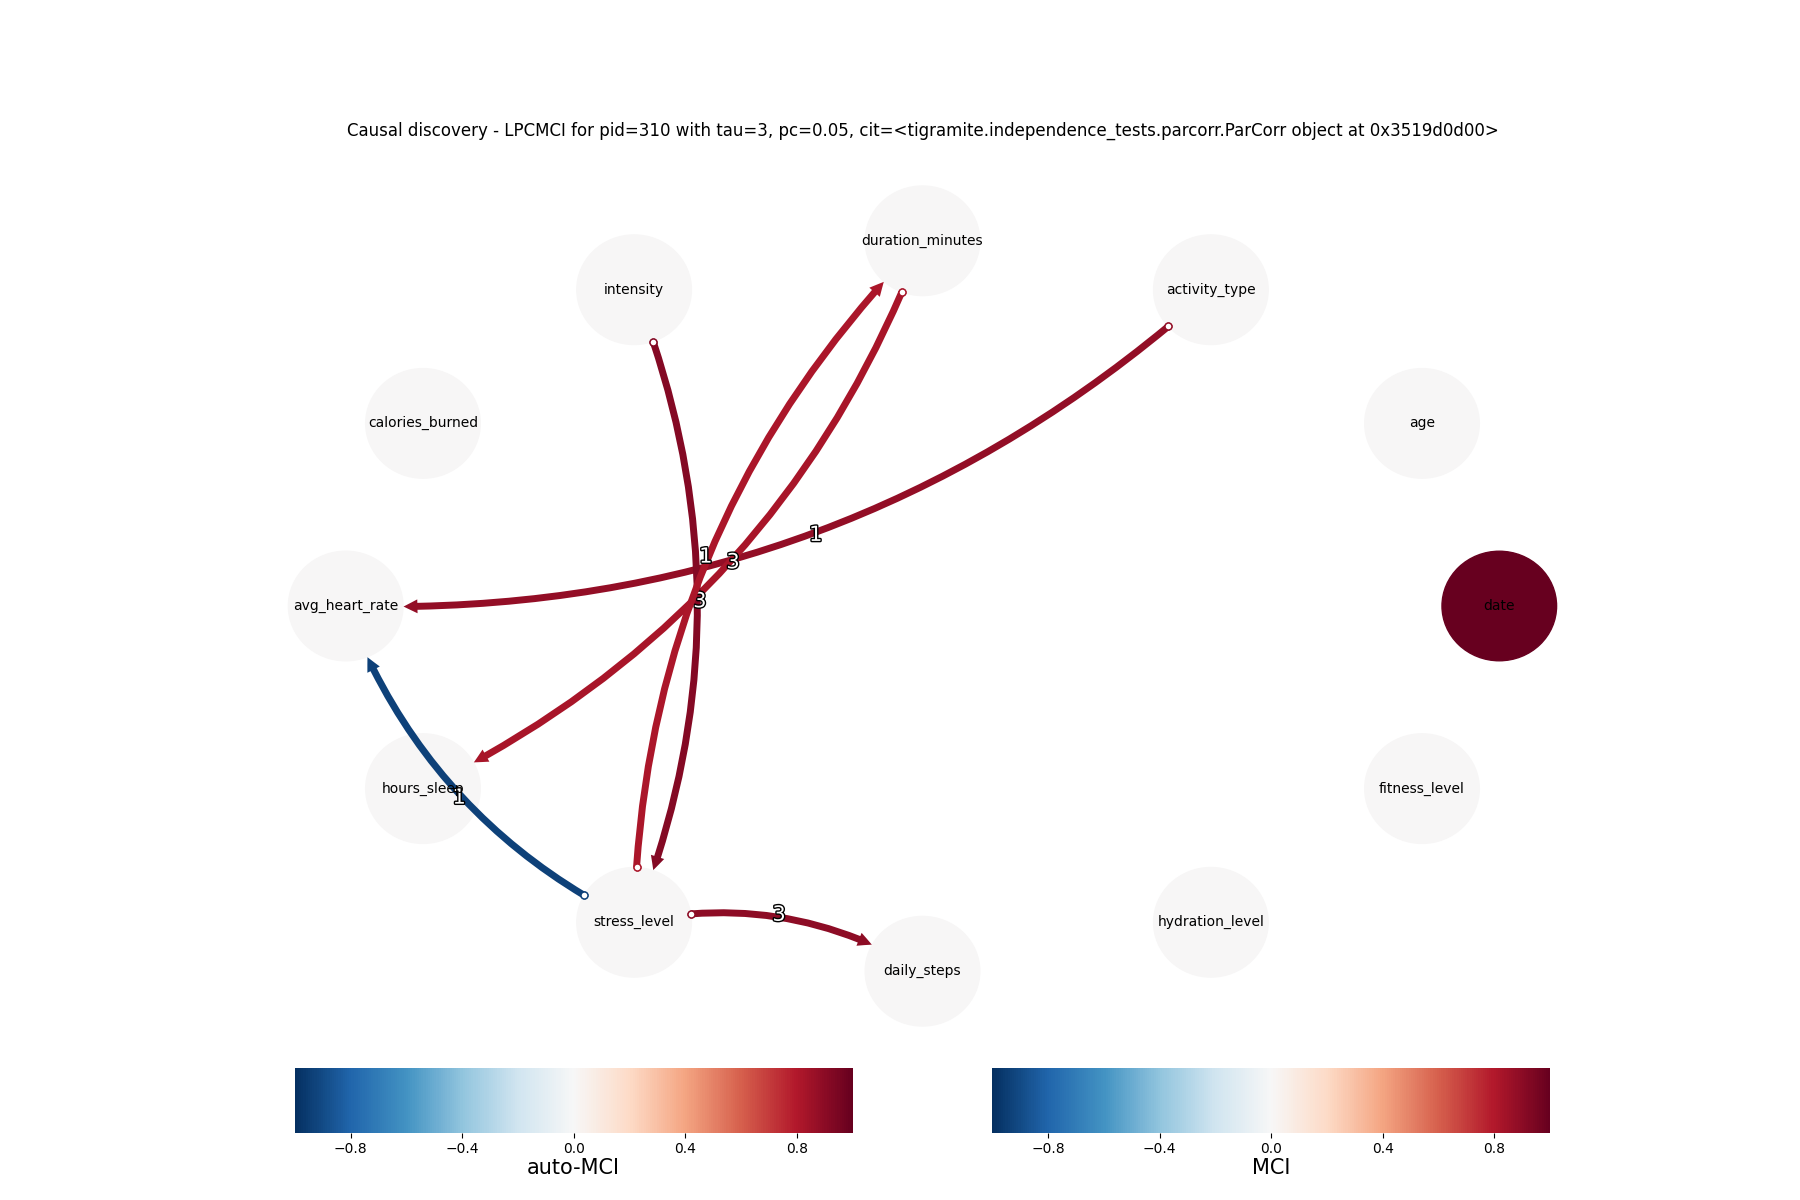 Causal discovery - LPCMCI for pid=310 with tau=3, pc=0.05, cit=<tigramite.independence_tests.parcorr.ParCorr object at 0x3519d0d00>
duration_minutes
intensity
activity_type
calories_burned
age
1
1
3
3
avg_heart_rate
date
hours_sleep
1
fitness_level
stress_level
3
hydration_level
daily_steps
−0.8 −0.4 0.0 0.4 0.8
auto-MCI
−0.8 −0.4 0.0 0.4 0.8
MCI